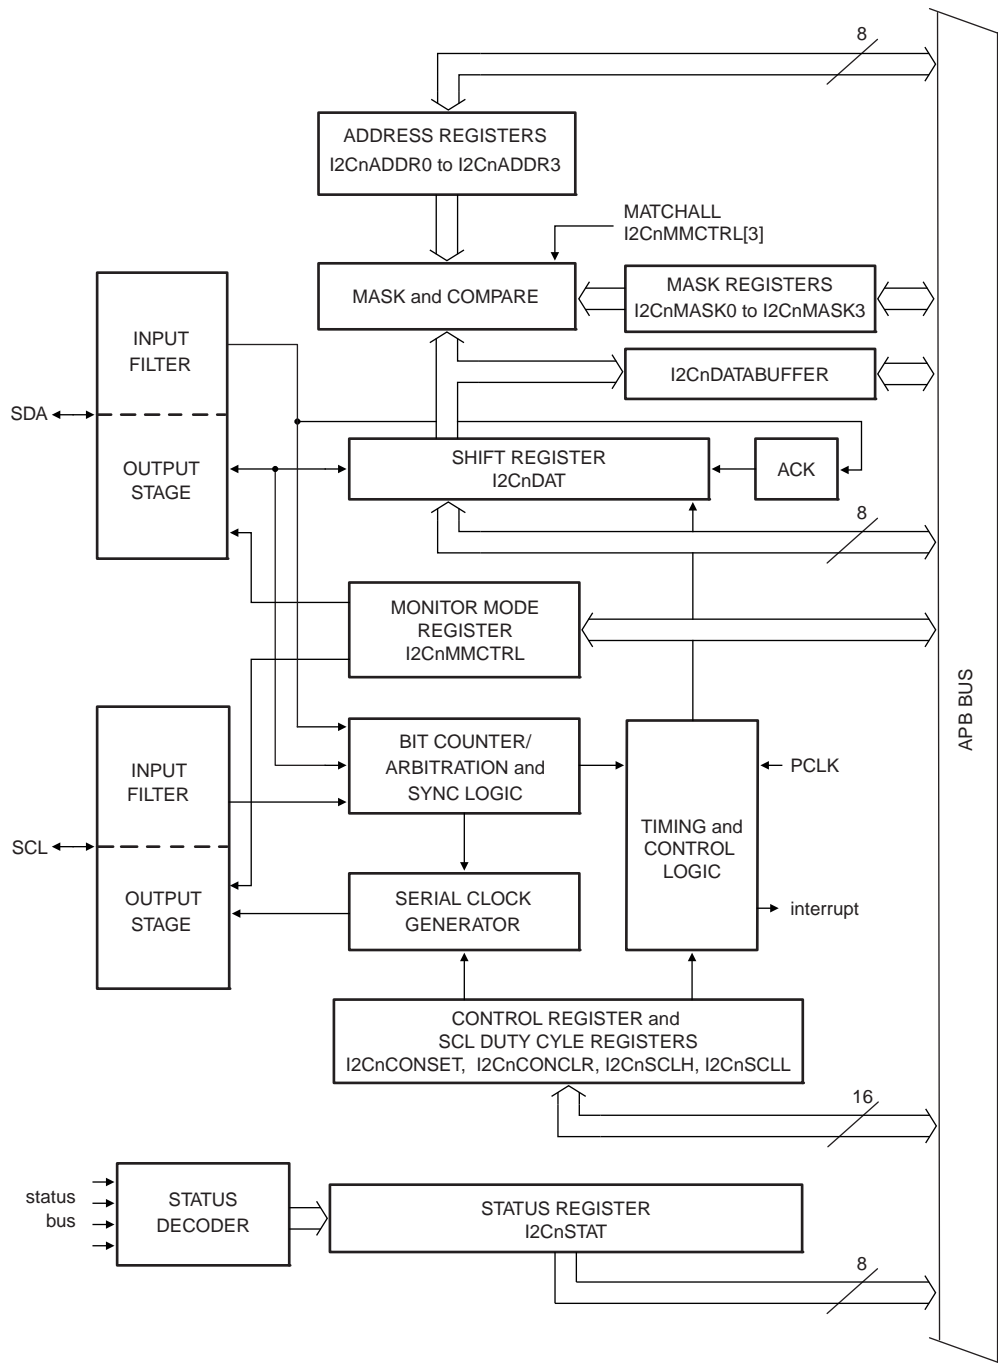 8
ADDRESS REGISTERS
I2CnADDR0 to I2CnADDR3
MATCHALL
I2CnMMCTRL[3]
MASK and COMPARE
MASK REGISTERS
I2CnMASK0 to I2CnMASK3
INPUT
FILTER
I2CnDATABUFFER
SDA
OUTPUT
STAGE
SHIFT REGISTER
I2CnDAT
ACK
8
MONITOR MODE
REGISTER
I2CnMMCTRL
APB BUS
BIT COUNTER/
ARBITRATION and
SYNC LOGIC
PCLK
INPUT
FILTER
TIMING and
CONTROL
LOGIC
SCL
OUTPUT
STAGE
SERIAL CLOCK
GENERATOR
interrupt
CONTROL REGISTER and
SCL DUTY CYLE REGISTERS
I2CnCONSET, I2CnCONCLR, I2CnSCLH, I2CnSCLL
16
status
bus
STATUS
DECODER
STATUS REGISTER
I2CnSTAT
8